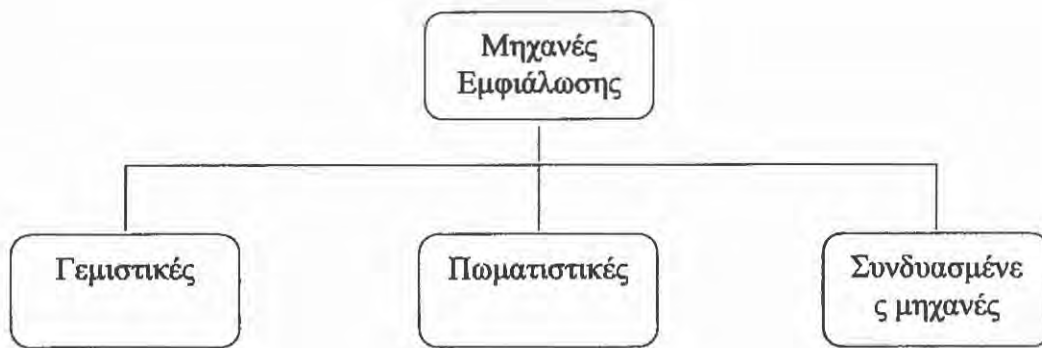 Μηχανές
Εμφιάλωσης
Γεμιστικές
Πωματιστικές
Συνδυασμένε
ς μηχανές